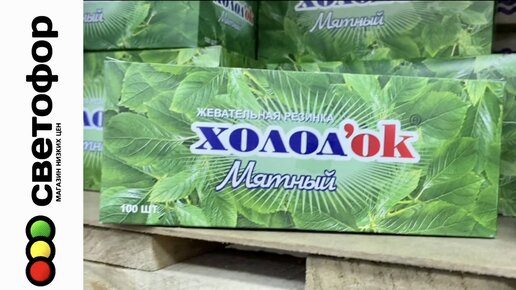 СВЕТОФОР
МАГАЗИН НИЗКИХ ЦЕН
Мятный
ЖЕВАТЕЛЬНАЯ РЕЗИНКА
ХОЛОД'ok®
Мятный
100 ШТ.